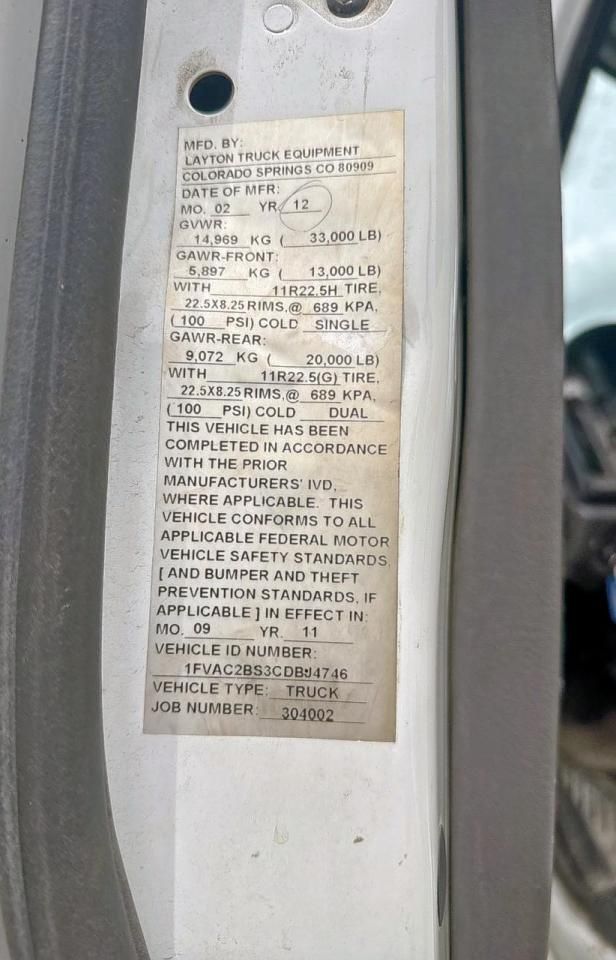 MFD. BY:
LAYTON TRUCK EQUIPMENT
COLORADO SPRINGS CO 80909
DATE OF MFR:
MO. 02 YR. 12
GVWR:
14,969 KG ( 33,000 LB)
GAWR-FRONT:
5,897 KG ( 13,000 LB)
WITH 11R22.5H TIRE,
22.5X8.25 RIMS,@ 689 KPA,
( 100 PSI) COLD SINGLE
GAWR-REAR:
9,072 KG ( 20,000 LB)
WITH 11R22.5(G) TIRE,
22.5X8.25 RIMS,@ 689 KPA,
( 100 PSI) COLD DUAL
THIS VEHICLE HAS BEEN
COMPLETED IN ACCORDANCE
WITH THE PRIOR
MANUFACTURERS' IVD,
WHERE APPLICABLE. THIS
VEHICLE CONFORMS TO ALL
APPLICABLE FEDERAL MOTOR
VEHICLE SAFETY STANDARDS,
[ AND BUMPER AND THEFT
PREVENTION STANDARDS, IF
APPLICABLE ] IN EFFECT IN:
MO. 09 YR. 11
VEHICLE ID NUMBER:
1FVAC2BS3CDBJ4746
VEHICLE TYPE: TRUCK
JOB NUMBER: 304002